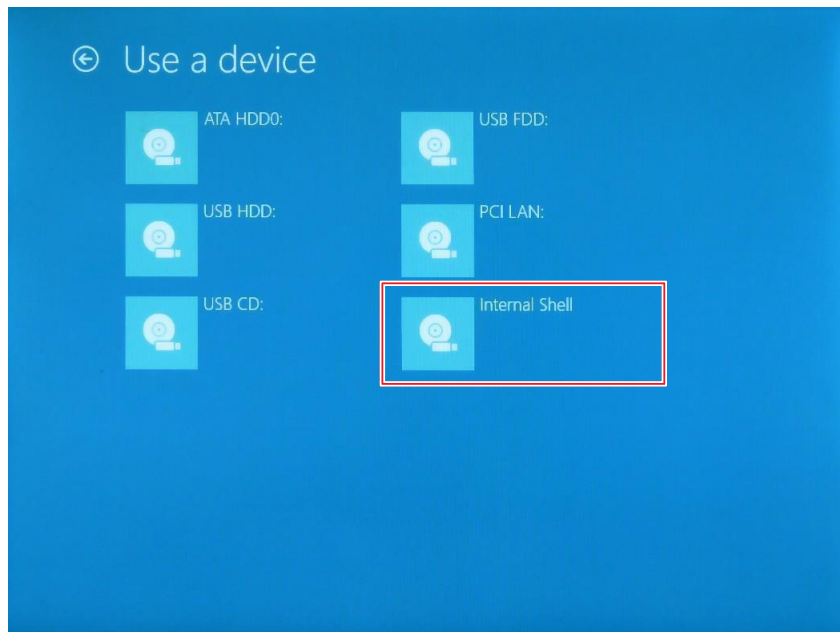 Use a device
ATA HDD0:
USB FDD:
USB HDD:
PCI LAN:
USB CD:
Internal Shell